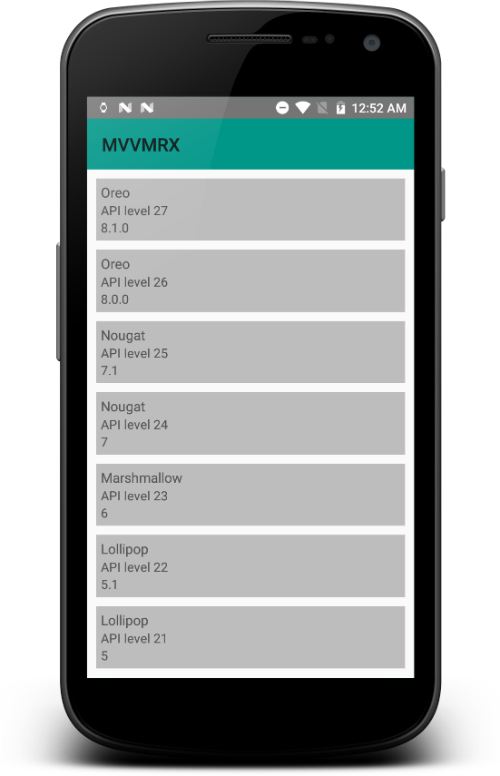 12:52 AM
MVVMRX
Oreo
API level 27
8.1.0
Oreo
API level 26
8.0.0
Nougat
API level 25
7.1
Nougat
API level 24
7
Marshmallow
API level 23
6
Lollipop
API level 22
5.1
Lollipop
API level 21
5